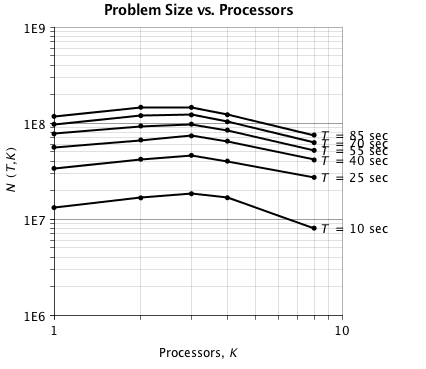 Problem Size vs. Processors
1E9
1E8
1E7
1E6
N (T,K)
T = 85 sec
T = 70 sec
T = 55 sec
T = 40 sec
T = 25 sec
T = 10 sec
1
10
Processors, K